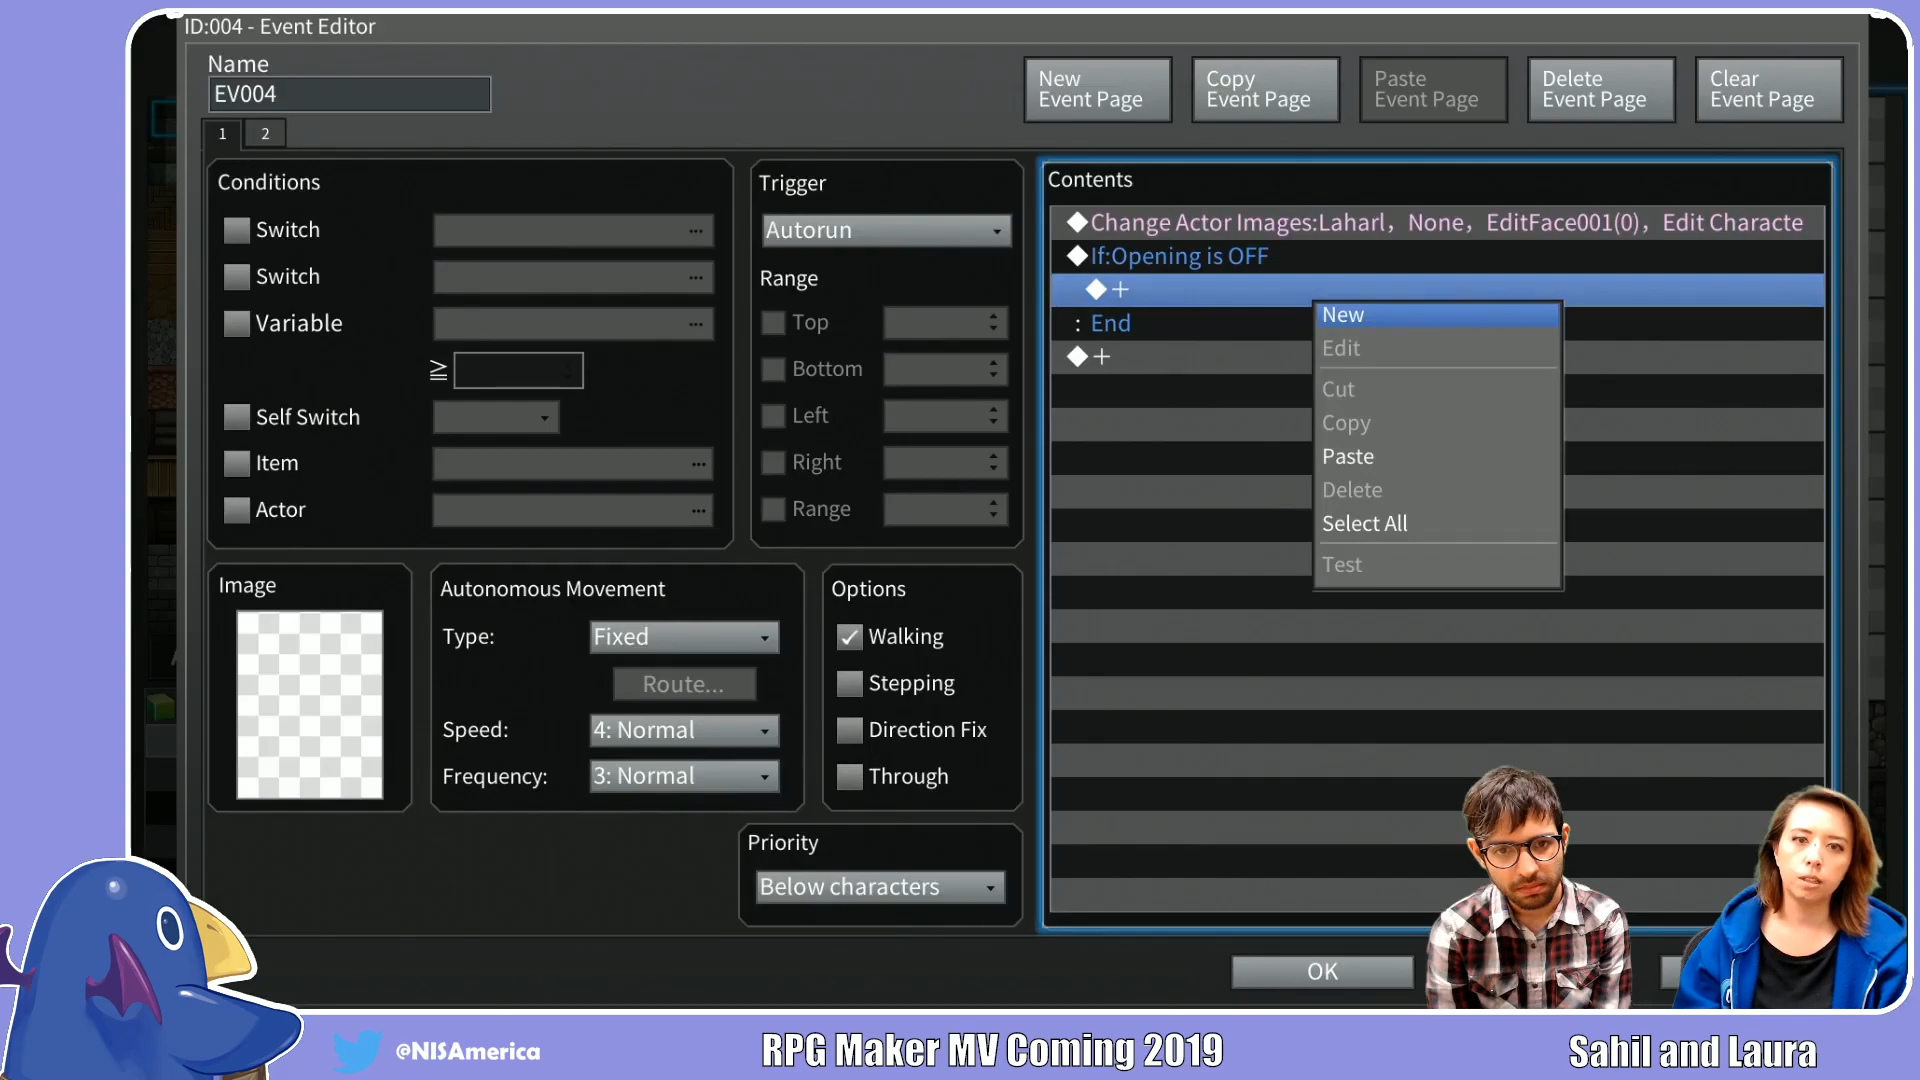 ID:004 - Event Editor
Name
EV004
New
Event Page
Copy
Event Page
Paste
Event Page
Delete
Event Page
Clear
Event Page
1
2
Conditions
Switch ...
Switch ...
Variable ...
≧
Self Switch
Item ...
Actor ...
Trigger
Autorun
Range
Top
Bottom
Left
Right
Range
Contents
◆Change Actor Images:Laharl, None, EditFace001(0), Edit Characte
◆If:Opening is OFF
◆+
: End
◆+
New
Edit
Cut
Copy
Paste
Delete
Select All
Test
Image
Autonomous Movement
Type: Fixed
Route...
Speed: 4: Normal
Frequency: 3: Normal
Options
Walking
Stepping
Direction Fix
Through
Priority
Below characters
OK
@NISAmerica
RPG Maker MV Coming 2019
Sahil and Laura